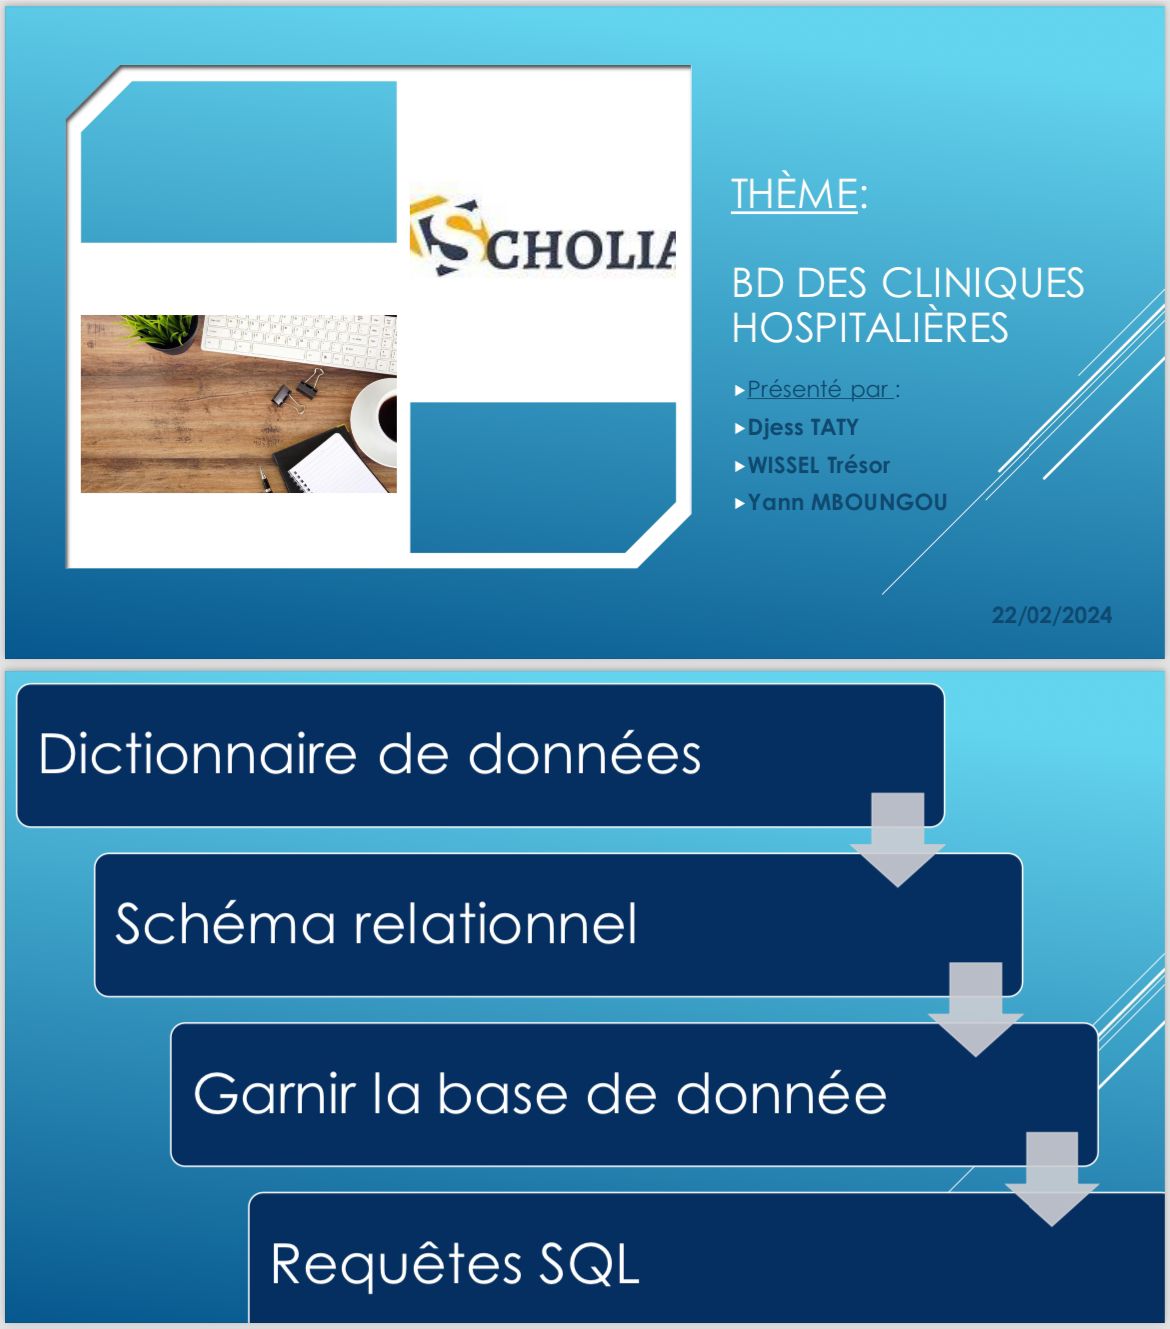 SCHOLIA
THÈME:
BD DES CLINIQUES
HOSPITALIÈRES
Présenté par :
Djess TATY
WISSEL Trésor
Yann MBOUNGOU
22/02/2024
Dictionnaire de données
Schéma relationnel
Garnir la base de donnée
Requêtes SQL